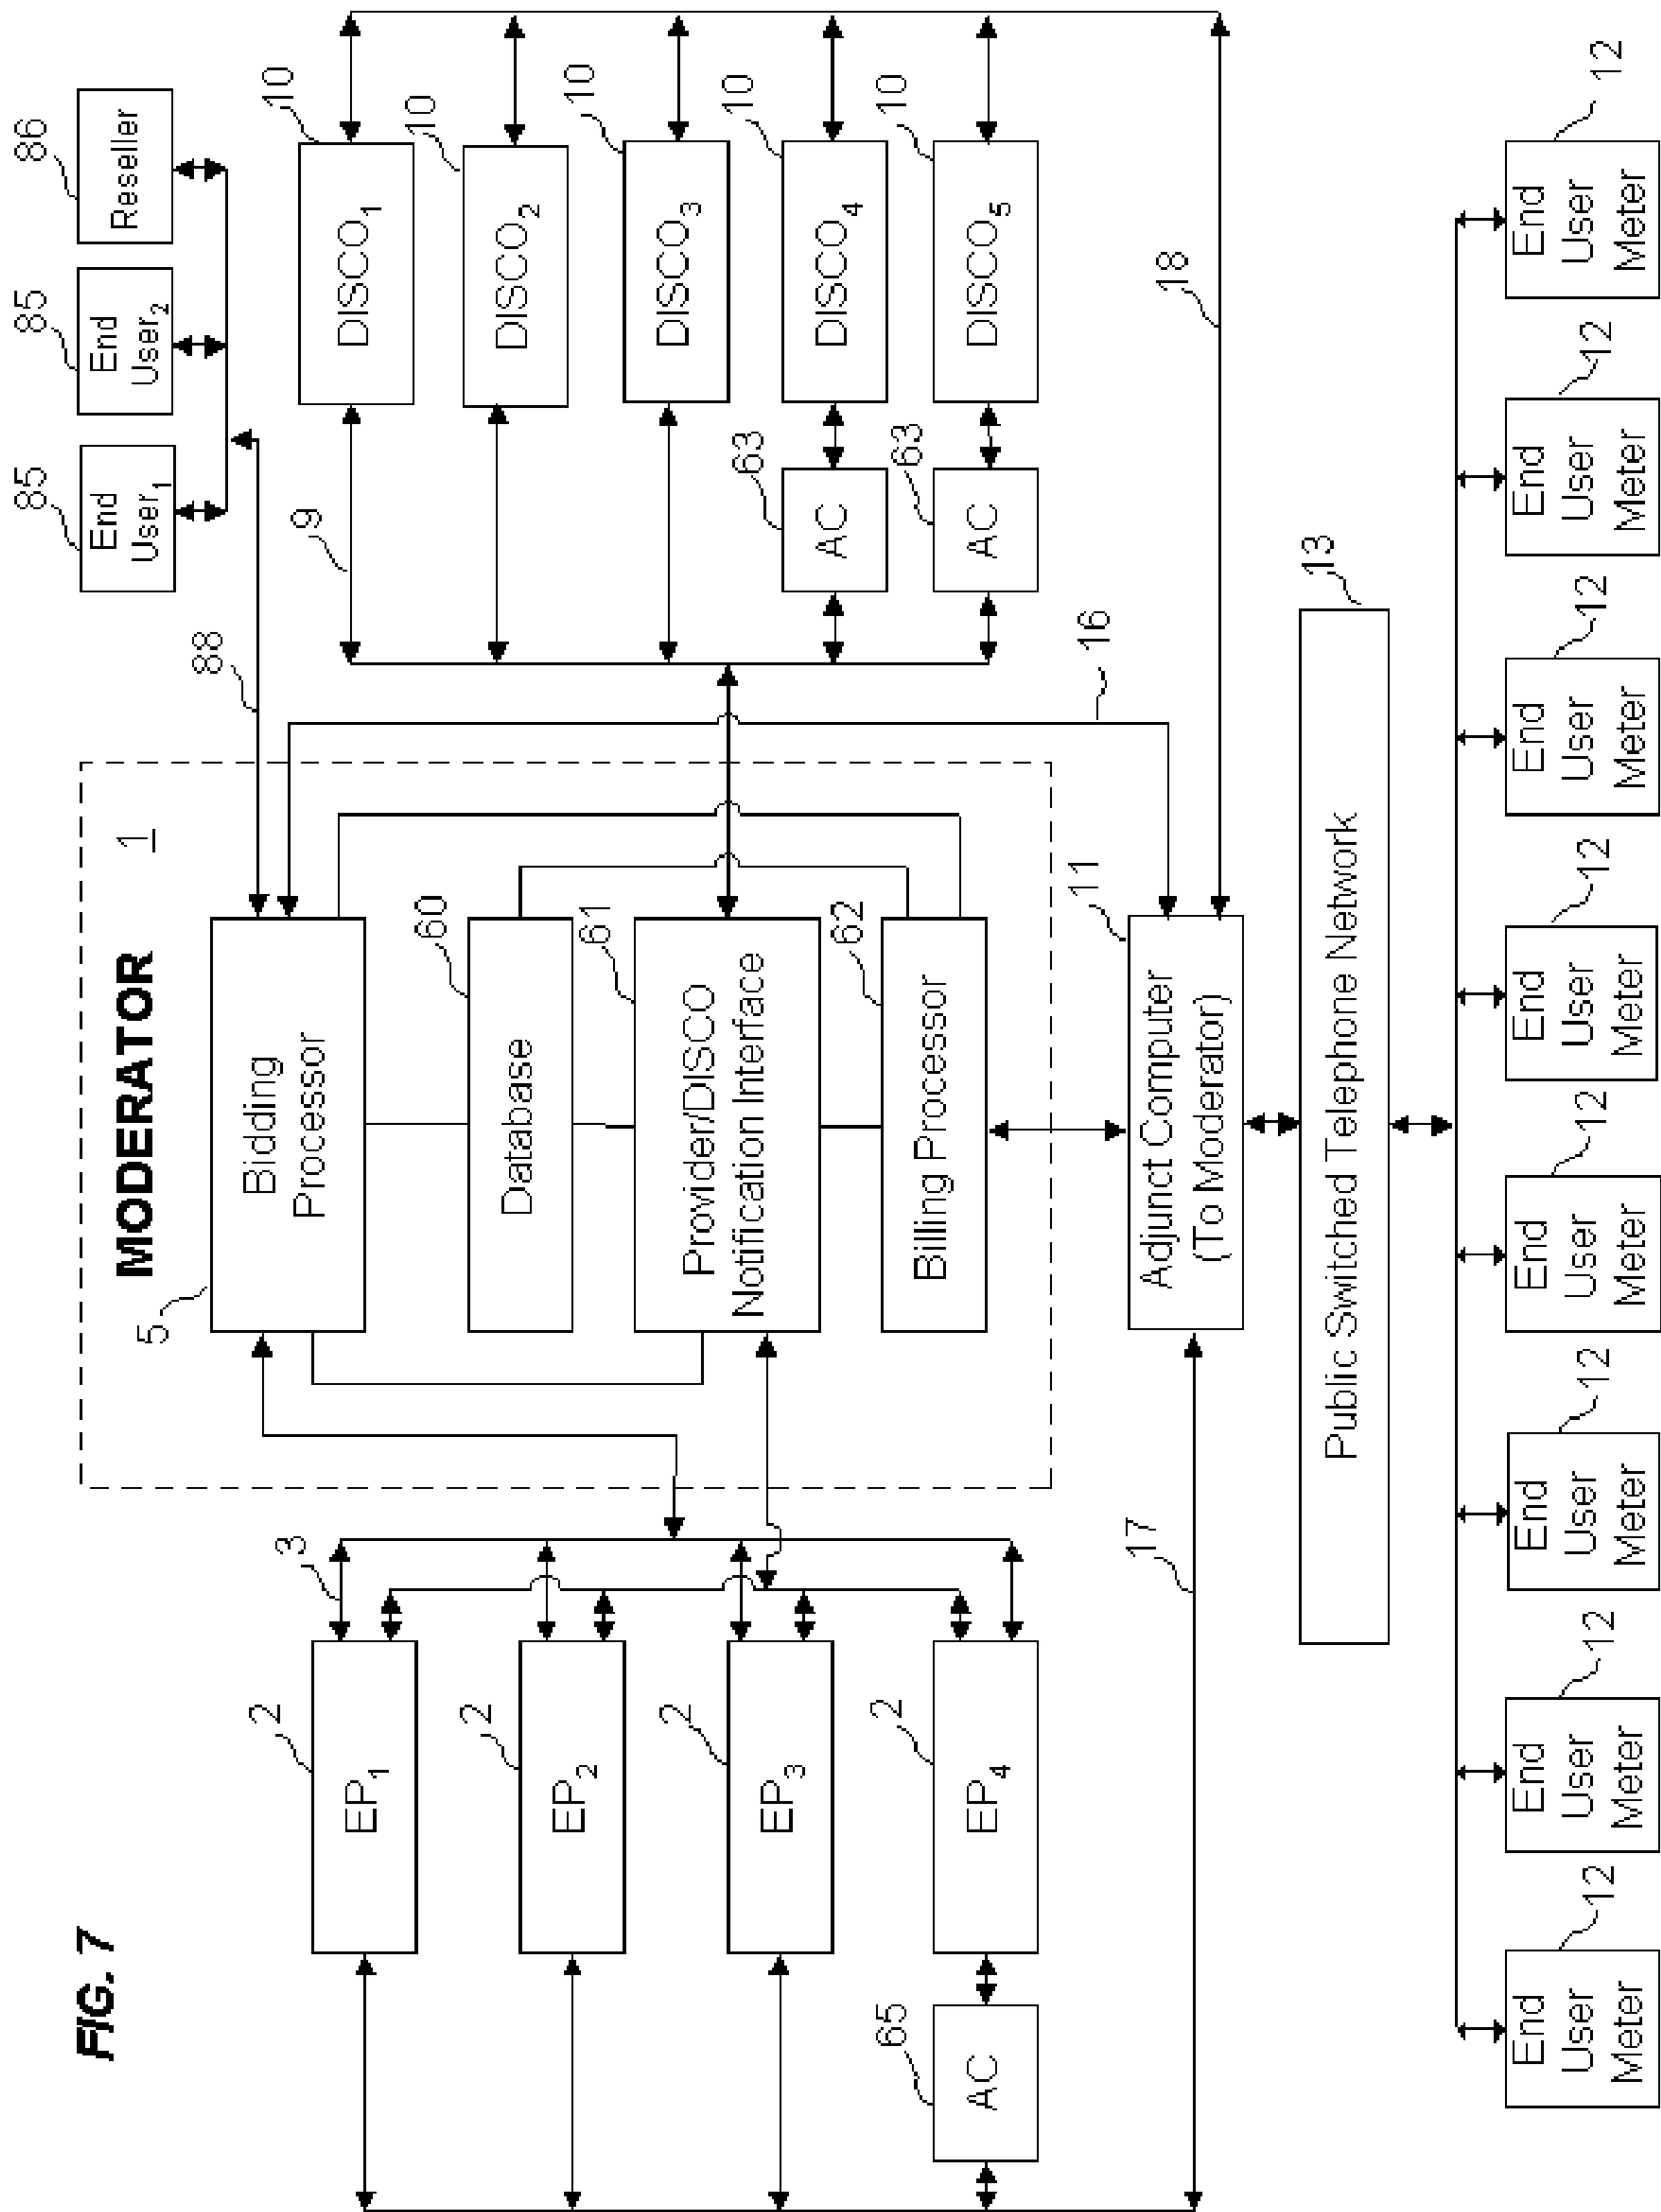 FIG. 7
MODERATOR
1
5
Bidding
Processor
60
Database
61
Provider/DISCO
Notification Interface
62
Billing Processor
85
End
User₁
85
End
User₂
86
Reseller
88
3
2
EP₁
2
EP₂
2
EP₃
2
EP₄
65
AC
9
10
DISCO₁
10
DISCO₂
10
DISCO₃
10
DISCO₄
10
DISCO₅
63
AC
63
AC
16
17
18
11
Adjunct Computer
(To Moderator)
13
Public Switched Telephone Network
12
End
User
Meter
12
End
User
Meter
12
End
User
Meter
12
End
User
Meter
12
End
User
Meter
12
End
User
Meter
12
End
User
Meter
12
End
User
Meter